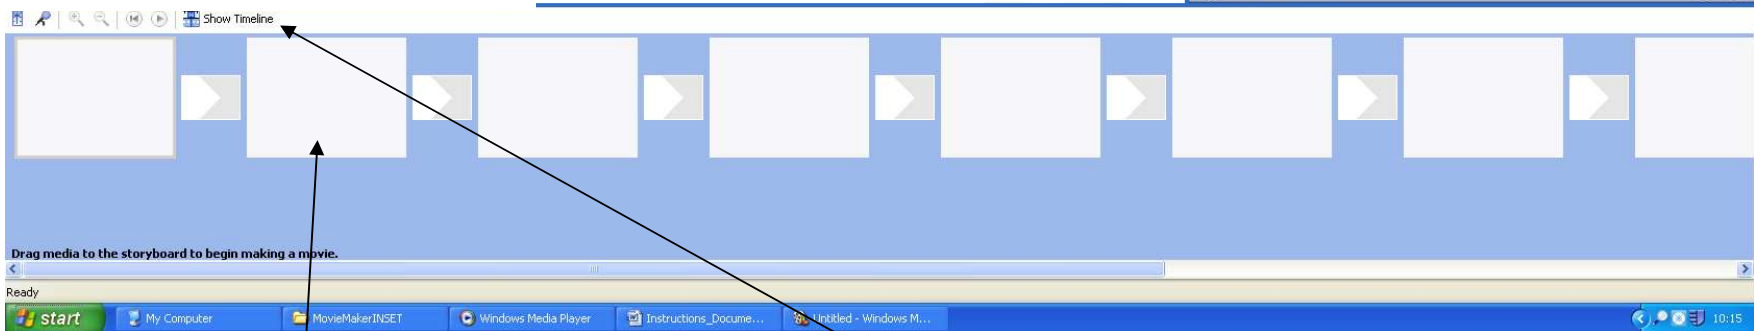 Show Timeline
Drag media to the storyboard to begin making a movie.
Ready
start My Computer MovieMakerINSET Windows Media Player Instructions_Docume... Untitled - Windows M... 10:15